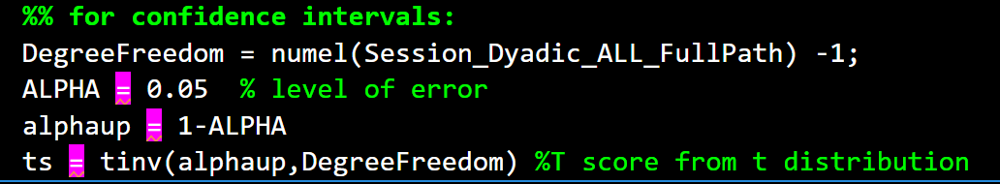 %% for confidence intervals:
DegreeFreedom = numel(Session_Dyadic_ALL_FullPath) -1;
ALPHA = 0.05  % level of error
alphaup = 1-ALPHA
ts = tinv(alphaup,DegreeFreedom) %T score from t distribution